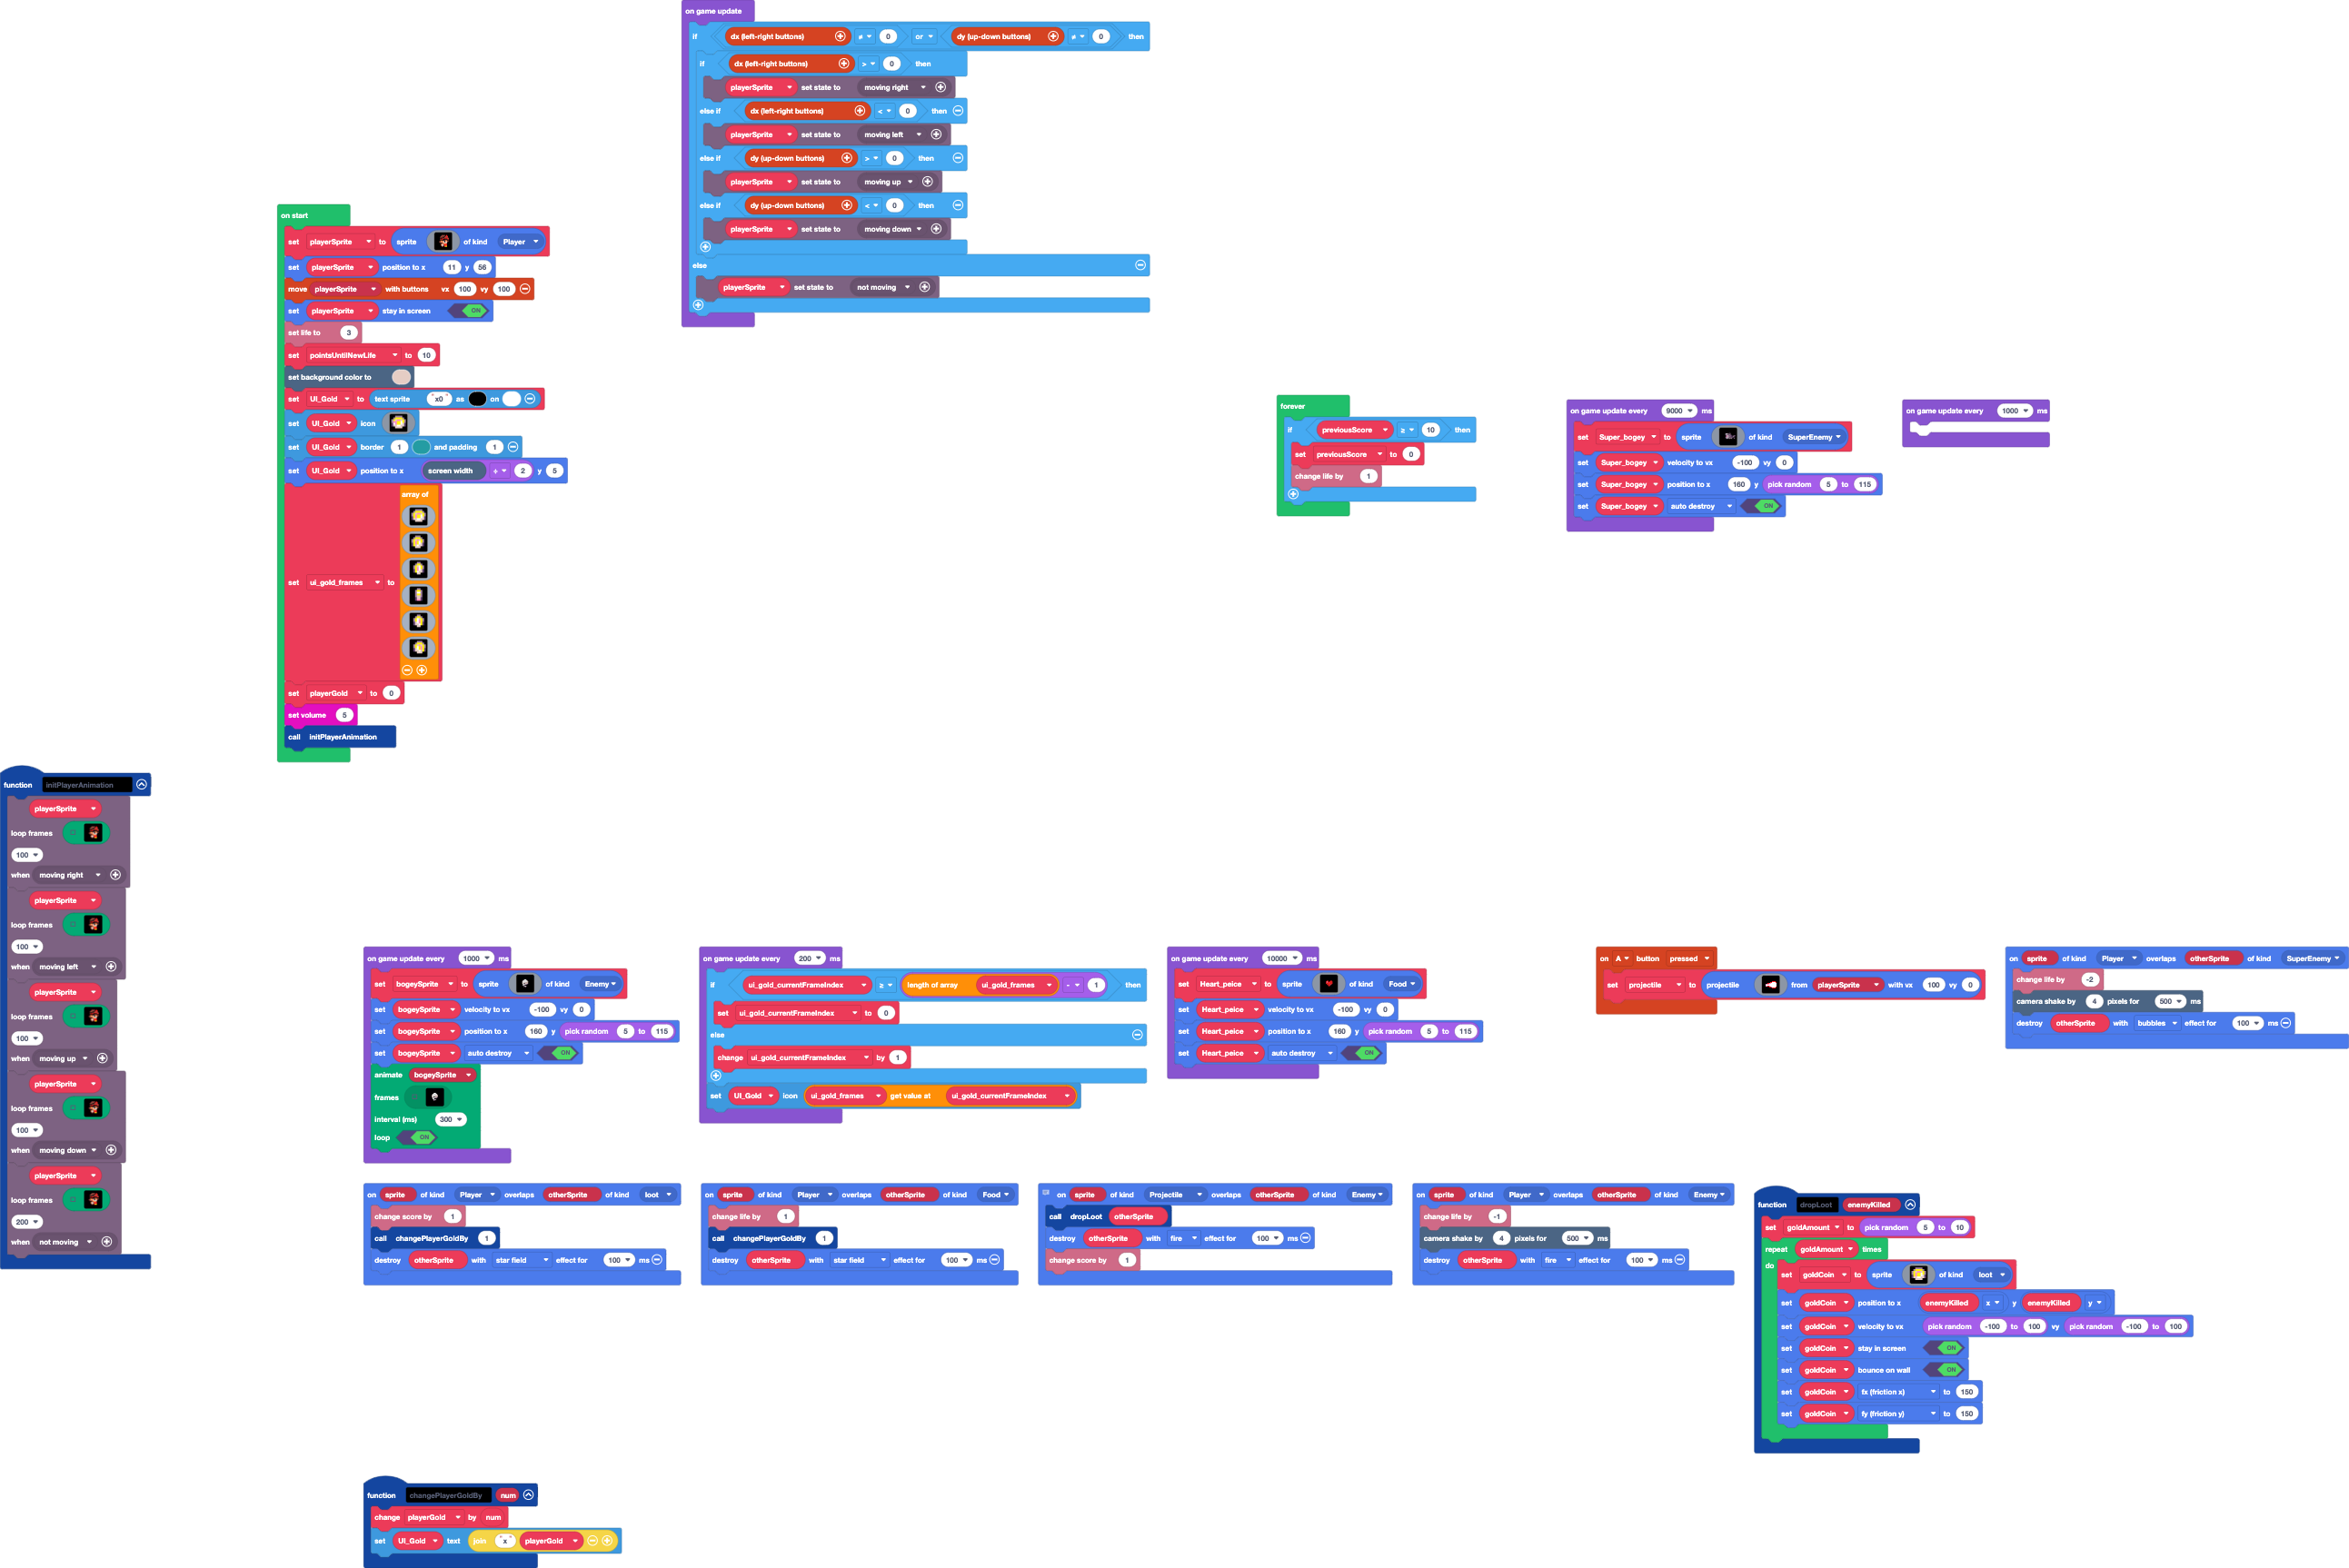 on game update
if dx (left-right buttons) ≠ 0 or dy (up-down buttons) ≠ 0 then
if dx (left-right buttons) > 0 then
playerSprite set state to moving right
else if dx (left-right buttons) < 0 then
playerSprite set state to moving left
else if dy (up-down buttons) > 0 then
playerSprite set state to moving up
else if dy (up-down buttons) < 0 then
playerSprite set state to moving down
else
playerSprite set state to not moving
on start
set playerSprite to sprite of kind Player
set playerSprite position to x 11 y 56
move playerSprite with buttons vx 100 vy 100
set playerSprite stay in screen ON
set life to 3
set pointsUntilNewLife to 10
set background color to
set UI_Gold to text sprite "x0" as on
set UI_Gold icon
set UI_Gold border 1 and padding 1
set UI_Gold position to x screen width ÷ 2 y 5
array of
set ui_gold_frames to
set playerGold to 0
set volume 5
call initPlayerAnimation
forever
if previousScore ≥ 10 then
set previousScore to 0
change life by 1
on game update every 9000 ms
set Super_bogey to sprite of kind SuperEnemy
set Super_bogey velocity to vx -100 vy 0
set Super_bogey position to x 160 y pick random 5 to 115
set Super_bogey auto destroy ON
on game update every 1000 ms
function initPlayerAnimation
playerSprite
loop frames
100
when moving right
playerSprite
loop frames
100
when moving left
playerSprite
loop frames
100
when moving up
playerSprite
loop frames
100
when moving down
playerSprite
loop frames
200
when not moving
on game update every 1000 ms
set bogeySprite to sprite of kind Enemy
set bogeySprite velocity to vx -100 vy 0
set bogeySprite position to x 160 y pick random 5 to 115
set bogeySprite auto destroy ON
animate bogeySprite
frames
interval (ms) 300
loop ON
on game update every 200 ms
if ui_gold_currentFrameIndex ≥ length of array ui_gold_frames - 1 then
set ui_gold_currentFrameIndex to 0
else
change ui_gold_currentFrameIndex by 1
set UI_Gold icon ui_gold_frames get value at ui_gold_currentFrameIndex
on game update every 10000 ms
set Heart_peice to sprite of kind Food
set Heart_peice velocity to vx -100 vy 0
set Heart_peice position to x 160 y pick random 5 to 115
set Heart_peice auto destroy ON
on A button pressed
set projectile to projectile from playerSprite with vx 100 vy 0
on sprite of kind Player overlaps otherSprite of kind SuperEnemy
change life by -2
camera shake by 4 pixels for 500 ms
destroy otherSprite with bubbles effect for 100 ms
on sprite of kind Player overlaps otherSprite of kind loot
change score by 1
call changePlayerGoldBy 1
destroy otherSprite with star field effect for 100 ms
on sprite of kind Player overlaps otherSprite of kind Food
change life by 1
call changePlayerGoldBy 1
destroy otherSprite with star field effect for 100 ms
on sprite of kind Projectile overlaps otherSprite of kind Enemy
call dropLoot otherSprite
destroy otherSprite with fire effect for 100 ms
change score by 1
on sprite of kind Player overlaps otherSprite of kind Enemy
change life by -1
camera shake by 4 pixels for 500 ms
destroy otherSprite with fire effect for 100 ms
function dropLoot enemyKilled
set goldAmount to pick random 5 to 10
repeat goldAmount times
do
set goldCoin to sprite of kind loot
set goldCoin position to x enemyKilled x y enemyKilled y
set goldCoin velocity to vx pick random -100 to 100 vy pick random -100 to 100
set goldCoin stay in screen ON
set goldCoin bounce on wall ON
set goldCoin fx (friction x) to 150
set goldCoin fy (friction y) to 150
function changePlayerGoldBy num
change playerGold by num
set UI_Gold text join "x" playerGold